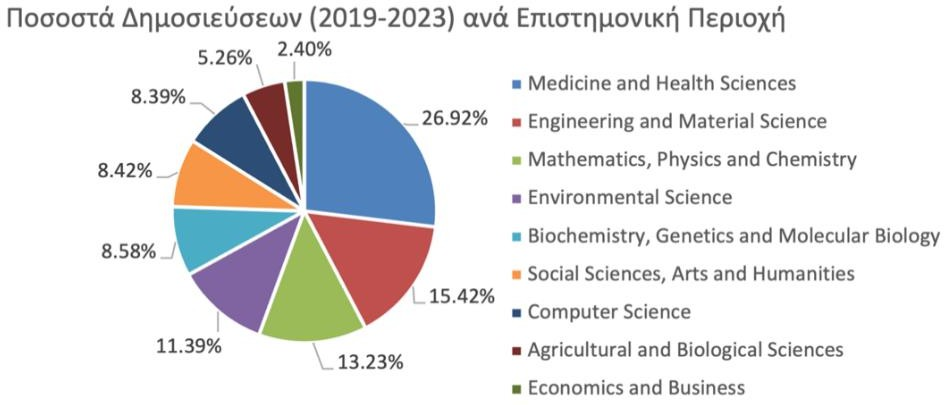 Ποσοστά Δημοσιεύσεων (2019-2023) ανά Επιστημονική Περιοχή
2.40%
5.26%
8.39%
26.92%
8.42%
8.58%
15.42%
11.39%
13.23%
Medicine and Health Sciences
Engineering and Material Science
Mathematics, Physics and Chemistry
Environmental Science
Biochemistry, Genetics and Molecular Biology
Social Sciences, Arts and Humanities
Computer Science
Agricultural and Biological Sciences
Economics and Business